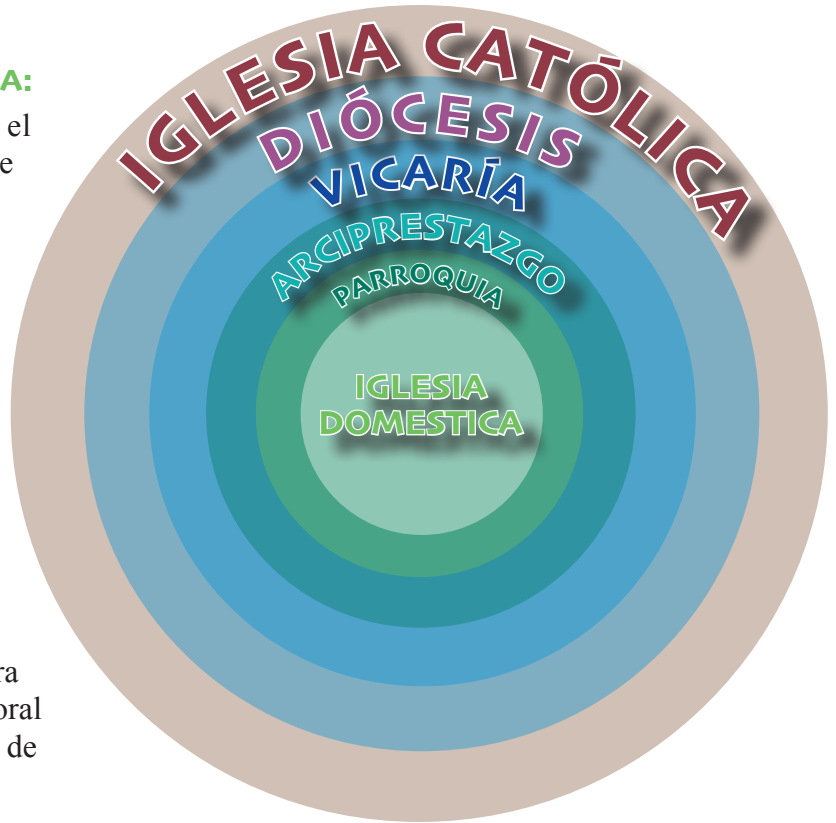 A:
el
e
IGLESIA CATÓLICA
DIÓCESIS
VICARÍA
ARCIPRESTAZGO
PARROQUIA
IGLESIA
DOMESTICA
ra
oral
de